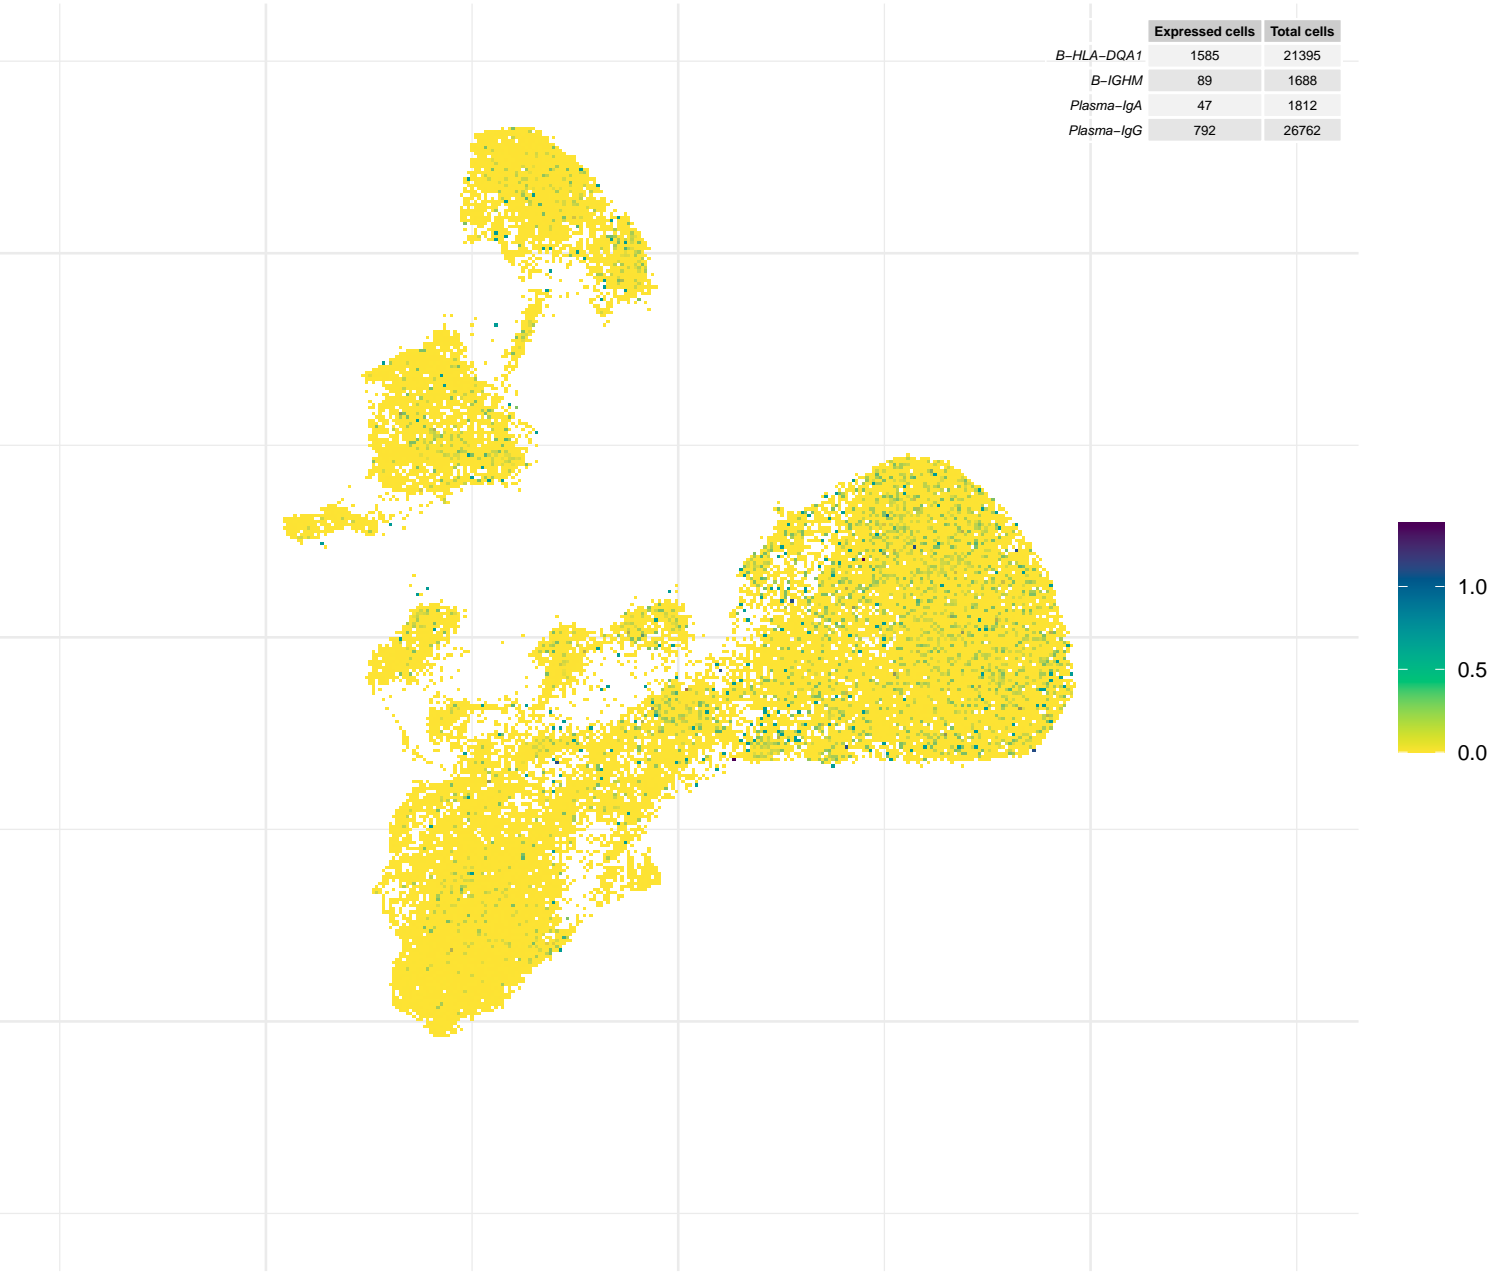 Expressed cells Total cells
B−HLA−DQA1 1585 21395
B−IGHM 89 1688
Plasma−IgA 47 1812
Plasma−IgG 792 26762
1.0
0.5
0.0